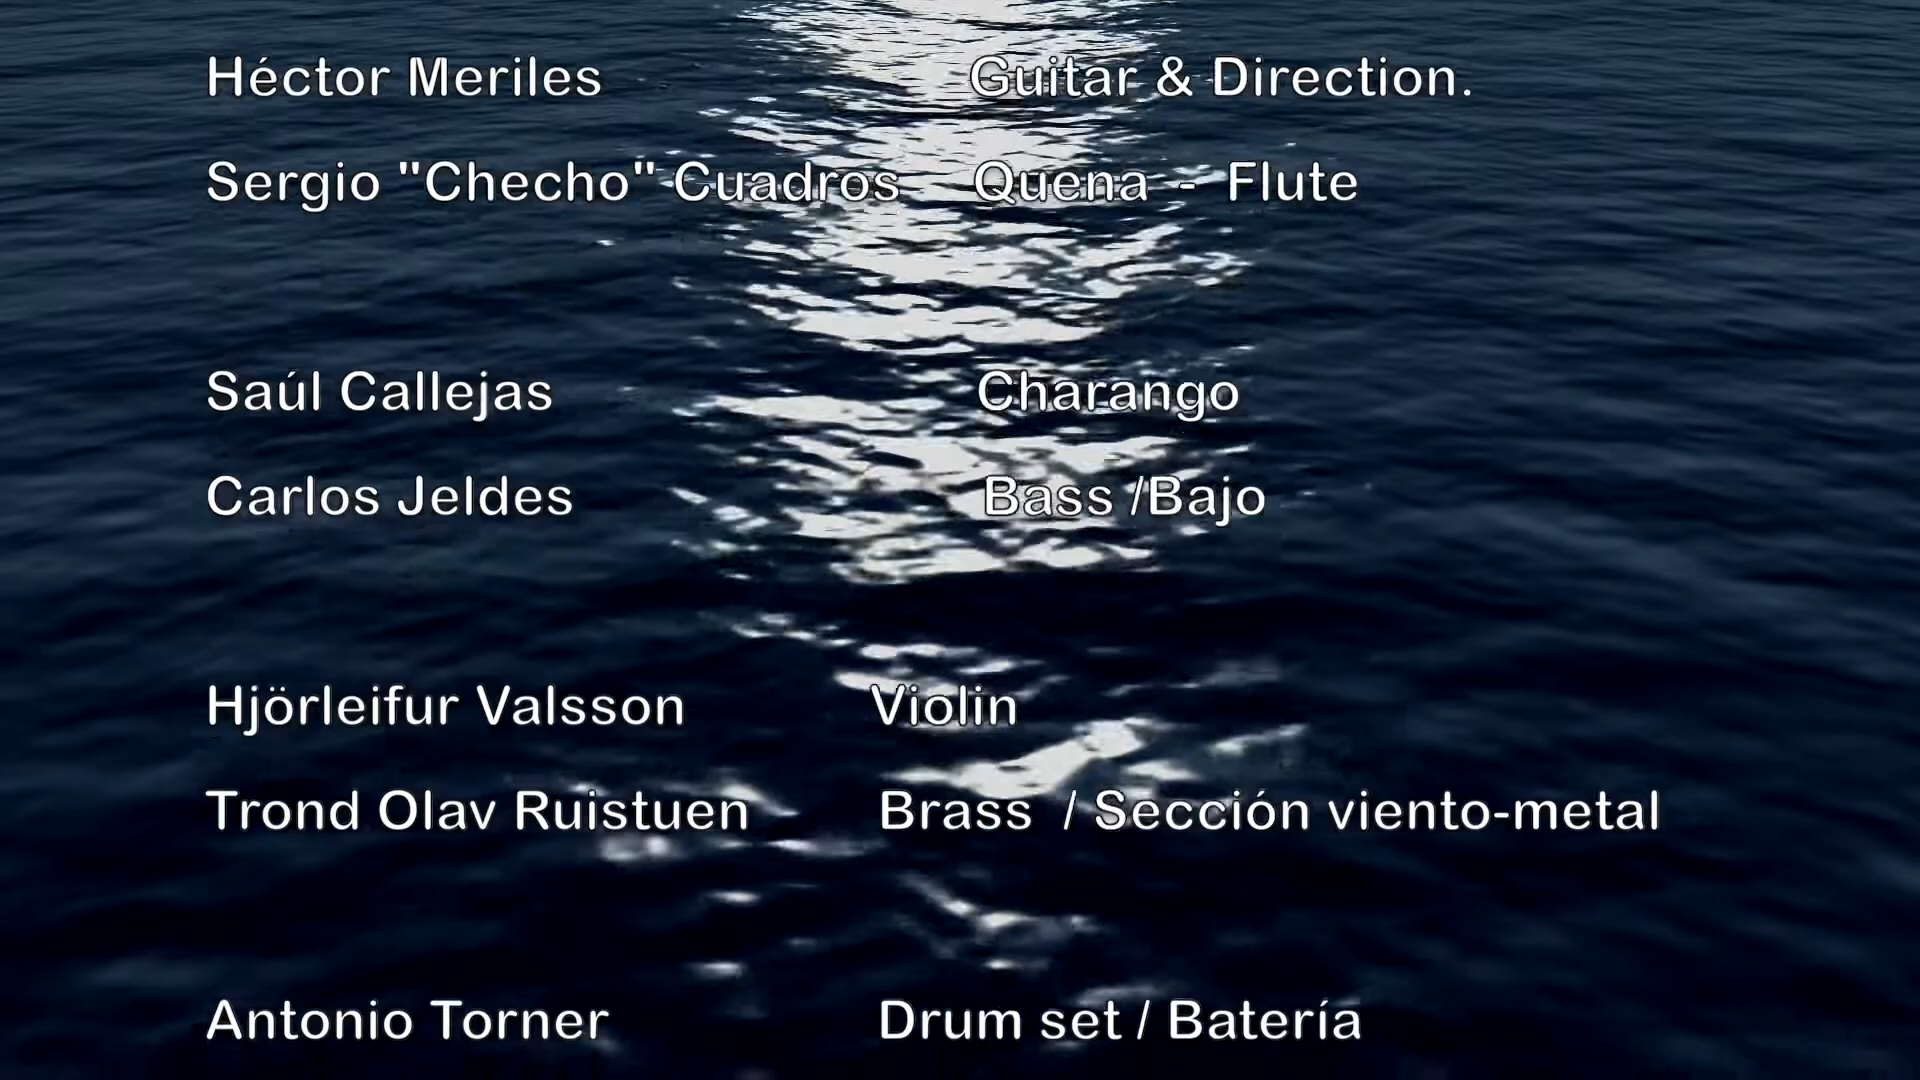 Héctor Meriles Guitar & Direction.
Sergio "Checho" Cuadros Quena - Flute
Saúl Callejas Charango
Carlos Jeldes Bass /Bajo
Hjörleifur Valsson Violin
Trond Olav Ruistuen Brass / Sección viento-metal
Antonio Torner Drum set / Batería